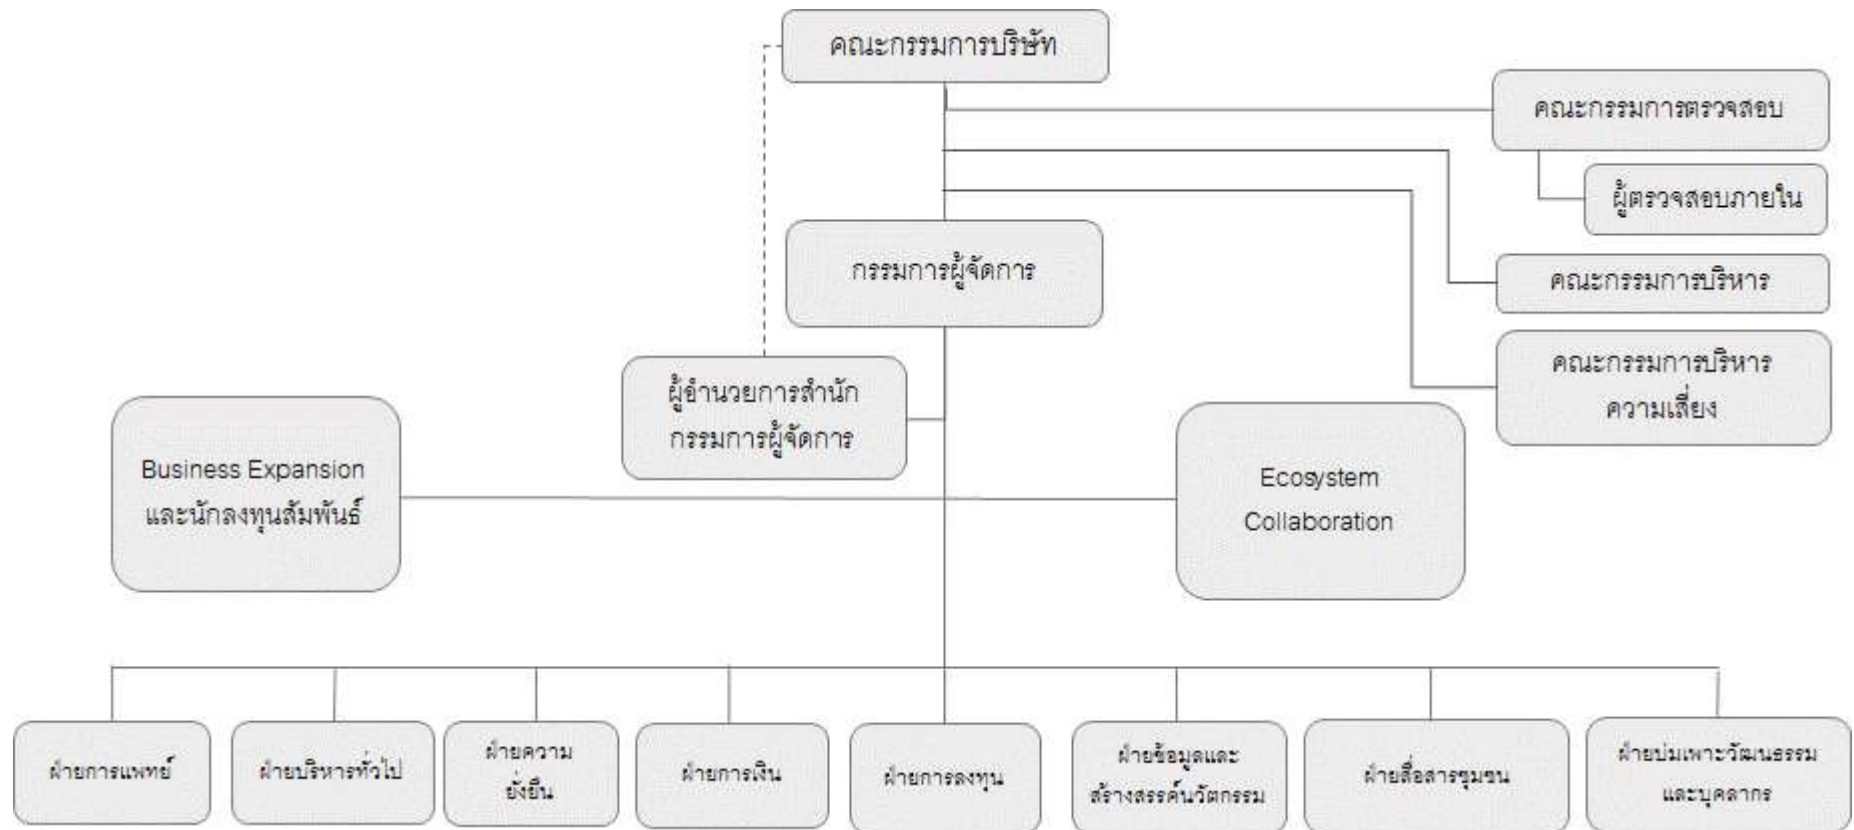 คณะกรรมการบริษัท
คณะกรรมการตรวจสอบ
ผู้ตรวจสอบภายใน
กรรมการผู้จัดการ
คณะกรรมการบริหาร
คณะกรรมการบริหาร
ความเสี่ยง
ผู้อำนวยการสำนัก
กรรมการผู้จัดการ
Business Expansion
และนักลงทุนสัมพันธ์
Ecosystem
Collaboration
ฝ่ายการแพทย์
ฝ่ายบริหารทั่วไป
ฝ่ายความ
ยั่งยืน
ฝ่ายการเงิน
ฝ่ายการลงทุน
ฝ่ายข้อมูลและ
สร้างสรรค์นวัตกรรม
ฝ่ายสื่อสารชุมชน
ฝ่ายบ่มเพาะวัฒนธรรม
และบุคลากร